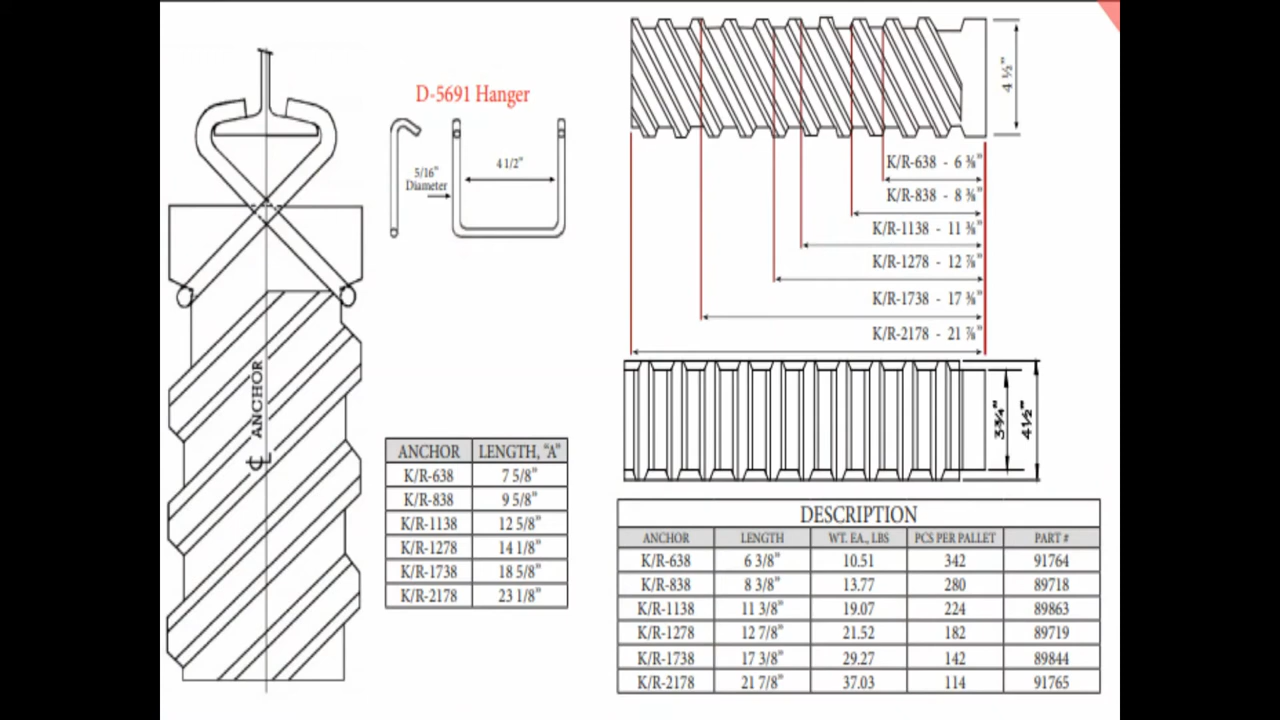 D-5691 Hanger
5/16”
Diameter
4 1/2”
4 ½”
K/R-638 - 6 ⅜”
K/R-838 - 8 ⅜”
K/R-1138 - 11 ⅜”
K/R-1278 - 12 ⅞”
K/R-1738 - 17 ⅜”
K/R-2178 - 21 ⅞”
3¾”
4½”
℄ ANCHOR
ANCHOR LENGTH, “A”
K/R-638 7 5/8”
K/R-838 9 5/8”
K/R-1138 12 5/8”
K/R-1278 14 1/8”
K/R-1738 18 5/8”
K/R-2178 23 1/8”
DESCRIPTION
ANCHOR LENGTH WT. EA., LBS PCS PER PALLET PART #
K/R-638 6 3/8” 10.51 342 91764
K/R-838 8 3/8” 13.77 280 89718
K/R-1138 11 3/8” 19.07 224 89863
K/R-1278 12 7/8” 21.52 182 89719
K/R-1738 17 3/8” 29.27 142 89844
K/R-2178 21 7/8” 37.03 114 91765